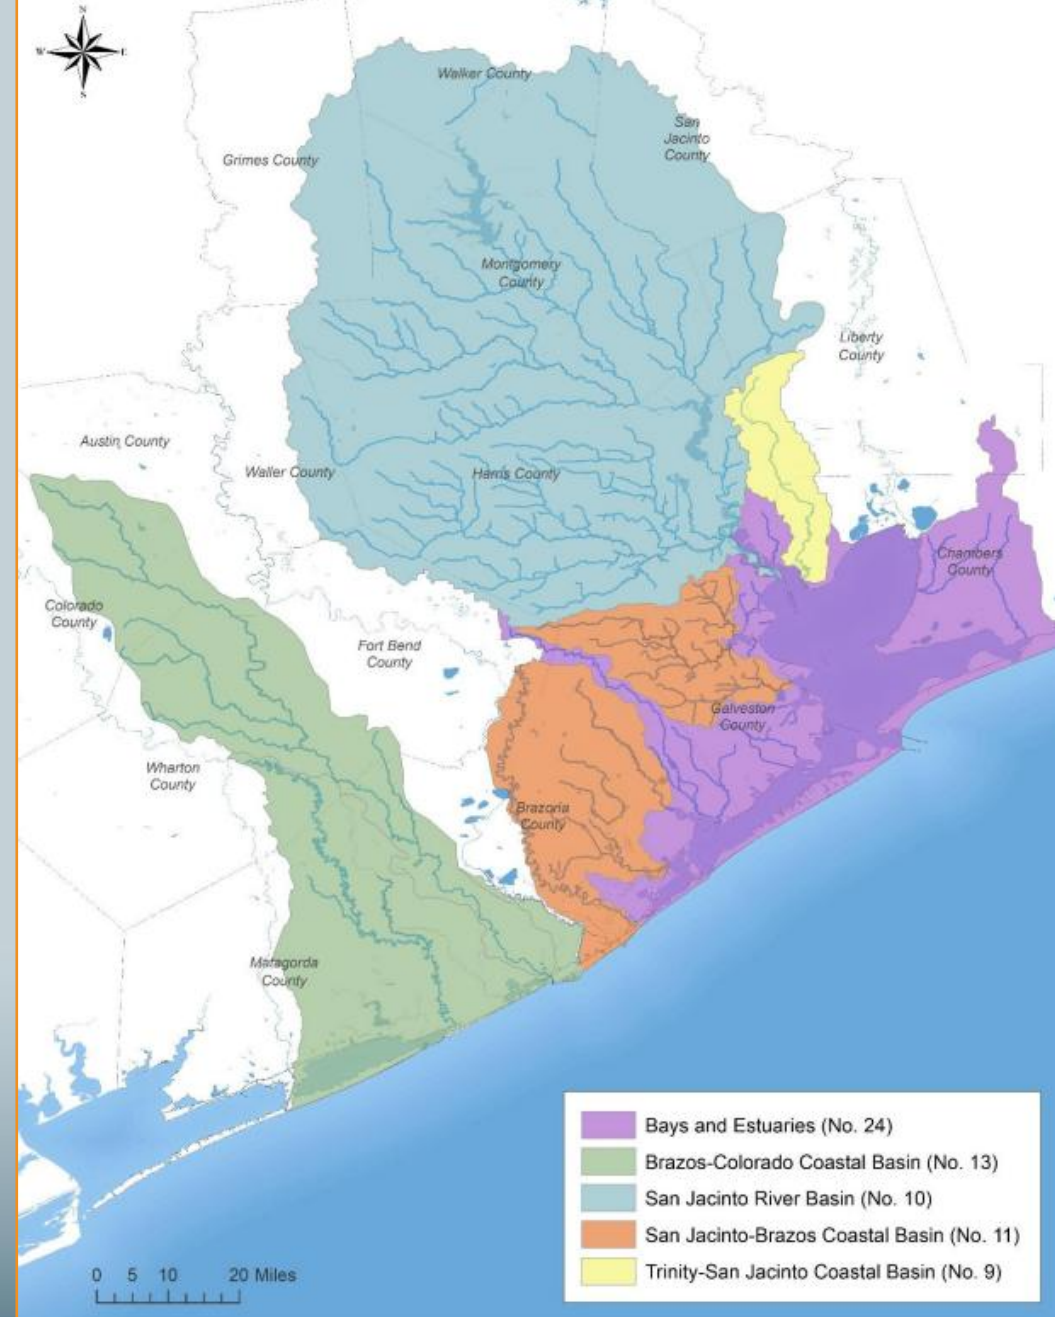 N
W E
S
Walker County
San
Jacinto
County
Grimes County
Montgomery
County
Liberty
County
Austin County
Waller County
Harris County
Chambers
County
Colorado
County
Fort Bend
County
Galveston
County
Wharton
County
Brazoria
County
Matagorda
County
Bays and Estuaries (No. 24)
Brazos-Colorado Coastal Basin (No. 13)
San Jacinto River Basin (No. 10)
San Jacinto-Brazos Coastal Basin (No. 11)
Trinity-San Jacinto Coastal Basin (No. 9)
0 5 10 20 Miles